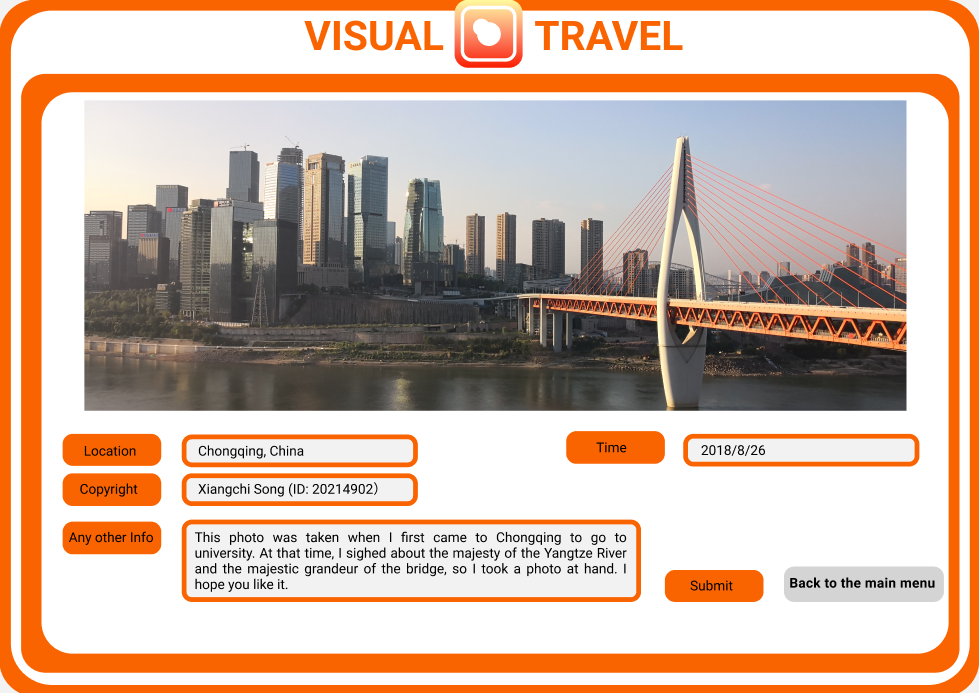 VISUAL TRAVEL
Location
Chongqing, China
Time
2018/8/26
Copyright
Xiangchi Song (ID: 20214902）
Any other Info
This photo was taken when I first came to Chongqing to go to
university. At that time, I sighed about the majesty of the Yangtze River
and the majestic grandeur of the bridge, so I took a photo at hand. I
hope you like it.
Submit
Back to the main menu